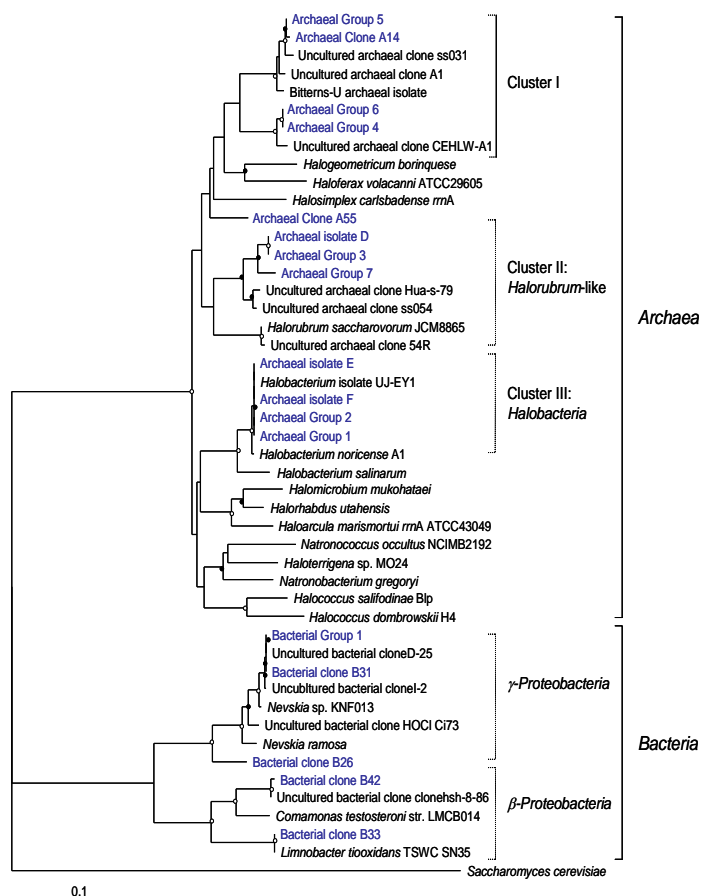 Archaeal Group 5
Archaeal Clone A14
Uncultured archaeal clone ss031
Uncultured archaeal clone A1
Bitterns-U archaeal isolate
Archaeal Group 6
Archaeal Group 4
Uncultured archaeal clone CEHLW-A1
Cluster I
Halogeometricum borinquese
Haloferax volacanni ATCC29605
Halosimplex carlsbadense rrnA
Archaeal Clone A55
Archaeal isolate D
Archaeal Group 3
Archaeal Group 7
Uncultured archaeal clone Hua-s-79
Uncultured archaeal clone ss054
Halorubrum saccharovorum JCM8865
Uncultured archaeal clone 54R
Cluster II:
Halorubrum-like
Archaea
Archaeal isolate E
Halobacterium isolate UJ-EY1
Archaeal isolate F
Archaeal Group 2
Archaeal Group 1
Halobacterium noricense A1
Cluster III:
Halobacteria
Halobacterium salinarum
Halomicrobium mukohataei
Halorhabdus utahensis
Haloarcula marismortui rrnA ATCC43049
Natronococcus occultus NCIMB2192
Haloterrigena sp. MO24
Natronobacterium gregoryi
Halococcus salifodinae Blp
Halococcus dombrowskii H4
Bacterial Group 1
Uncultured bacterial cloneD-25
Bacterial clone B31
Uncubltured bacterial cloneI-2
Nevskia sp. KNF013
Uncultured bacterial clone HOCl Ci73
Nevskia ramosa
Bacterial clone B26
γ-Proteobacteria
Bacteria
Bacterial clone B42
Uncultured bacterial clone clonehsh-8-86
Comamonas testosteroni str. LMCB014
Bacterial clone B33
Limnobacter tiooxidans TSWC SN35
β-Proteobacteria
Saccharomyces cerevisiae
0.1